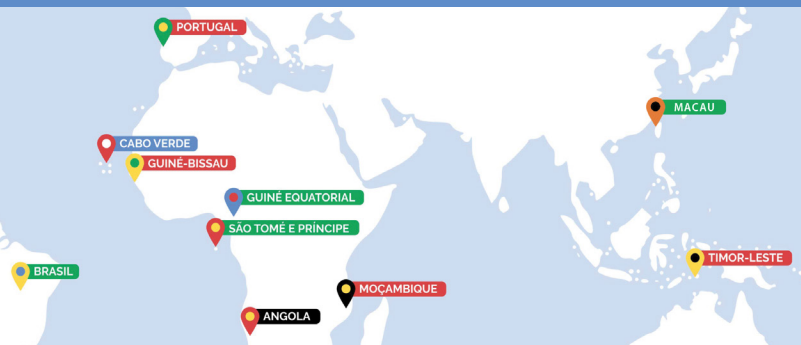 PORTUGAL
MACAU
CABO VERDE
GUINÉ-BISSAU
GUINÉ EQUATORIAL
SÃO TOMÉ E PRÍNCIPE
TIMOR-LESTE
BRASIL
MOÇAMBIQUE
ANGOLA